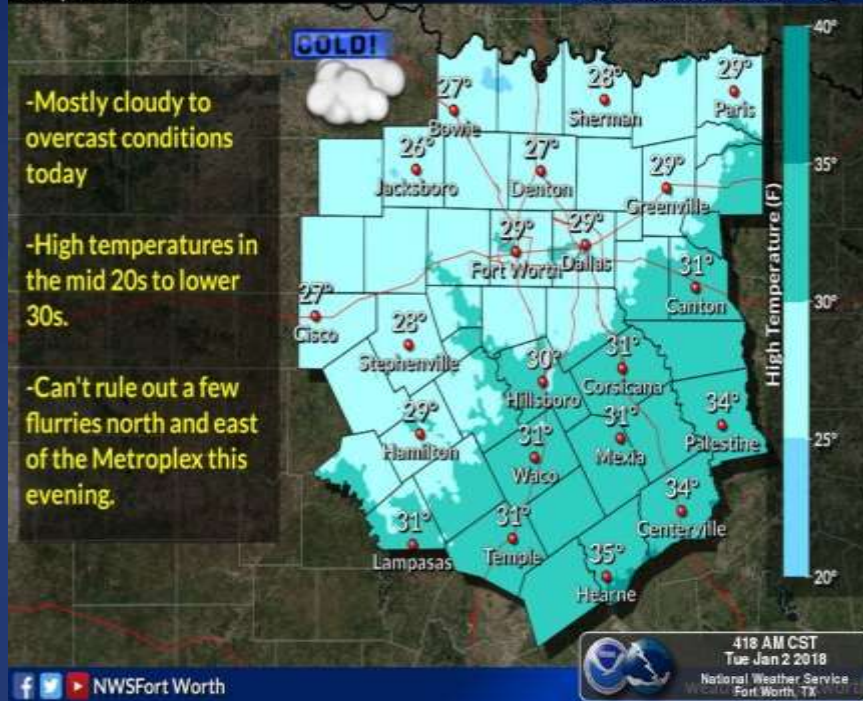 COLD!
-Mostly cloudy to
overcast conditions
today
-High temperatures in
the mid 20s to lower
30s.
-Can't rule out a few
flurries north and east
of the Metroplex this
evening.
27°
Bowie
28°
Sherman
29°
Paris
26°
Jacksboro
27°
Denton
29°
Greenville
29°
Fort Worth
29°
Dallas
31°
Canton
27°
Cisco
28°
Stephenville
30°
Hillsboro
31°
Corsicana
29°
Hamilton
31°
Waco
31°
Mexia
34°
Palestine
31°
Lampasas
31°
Temple
34°
Centerville
35°
Hearne
High Temperature (F)
40°
35°
30°
25°
20°
NWSFort Worth
418 AM CST
Tue Jan 2 2018
National Weather Service
Fort Worth, TX